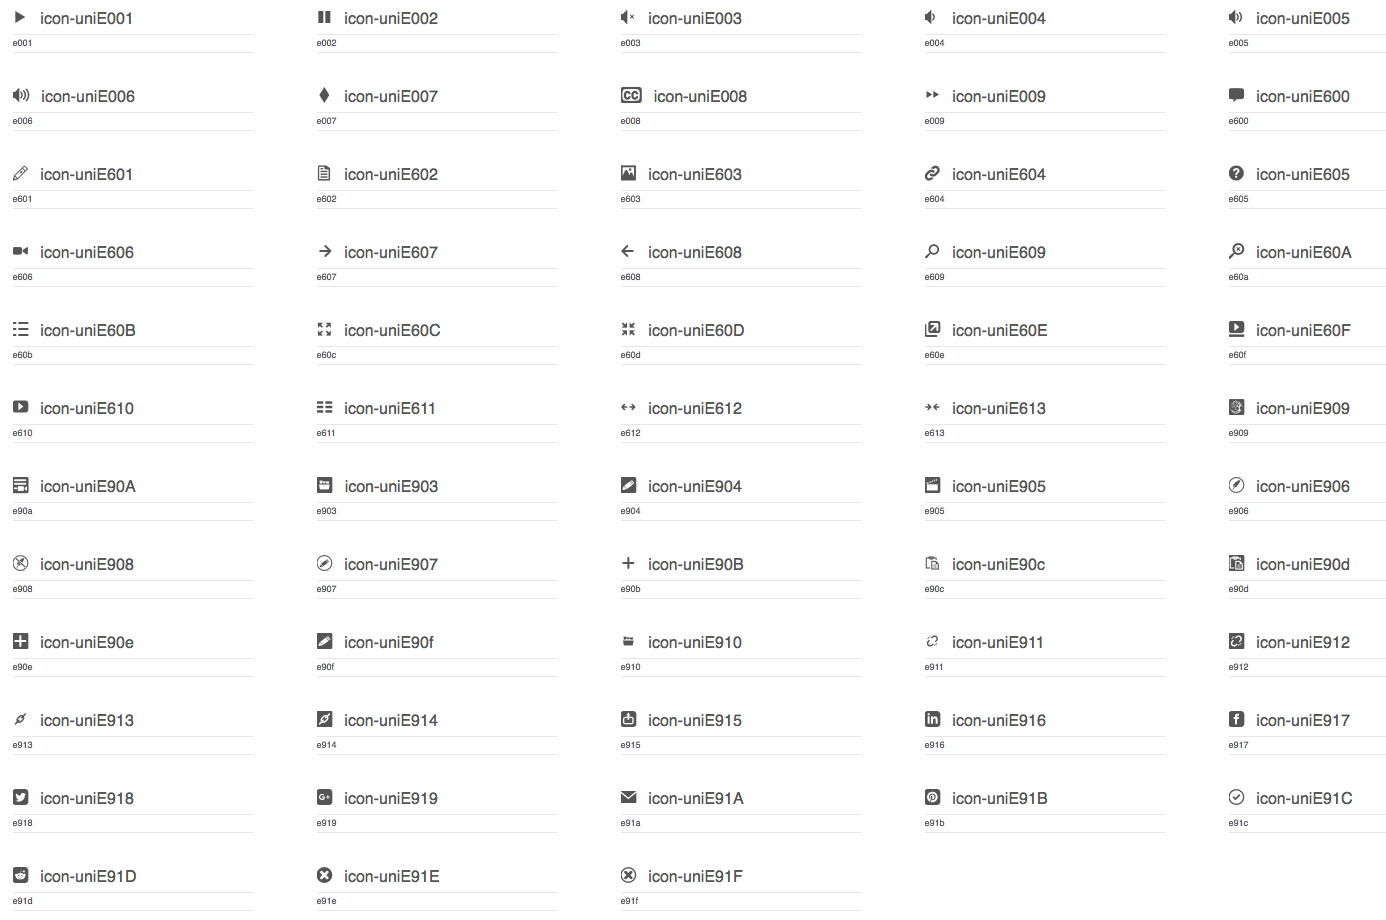 icon-uniE001 icon-uniE002 icon-uniE003 icon-uniE004 icon-uniE005
e001 e002 e003 e004 e005
icon-uniE006 icon-uniE007 CC icon-uniE008 icon-uniE009 icon-uniE600
e006 e007 e008 e009 e600
icon-uniE601 icon-uniE602 icon-uniE603 icon-uniE604 ? icon-uniE605
e601 e602 e603 e604 e605
icon-uniE606 icon-uniE607 icon-uniE608 icon-uniE609 icon-uniE60A
e606 e607 e608 e609 e60a
icon-uniE60B icon-uniE60C icon-uniE60D icon-uniE60E icon-uniE60F
e60b e60c e60d e60e e60f
icon-uniE610 icon-uniE611 icon-uniE612 icon-uniE613 icon-uniE909
e610 e611 e612 e613 e909
icon-uniE90A icon-uniE903 icon-uniE904 icon-uniE905 icon-uniE906
e90a e903 e904 e905 e906
icon-uniE908 icon-uniE907 icon-uniE90B icon-uniE90c icon-uniE90d
e908 e907 e90b e90c e90d
icon-uniE90e icon-uniE90f icon-uniE910 icon-uniE911 icon-uniE912
e90e e90f e910 e911 e912
icon-uniE913 icon-uniE914 icon-uniE915 in icon-uniE916 f icon-uniE917
e913 e914 e915 e916 e917
icon-uniE918 G+ icon-uniE919 icon-uniE91A icon-uniE91B icon-uniE91C
e918 e919 e91a e91b e91c
icon-uniE91D icon-uniE91E icon-uniE91F
e91d e91e e91f